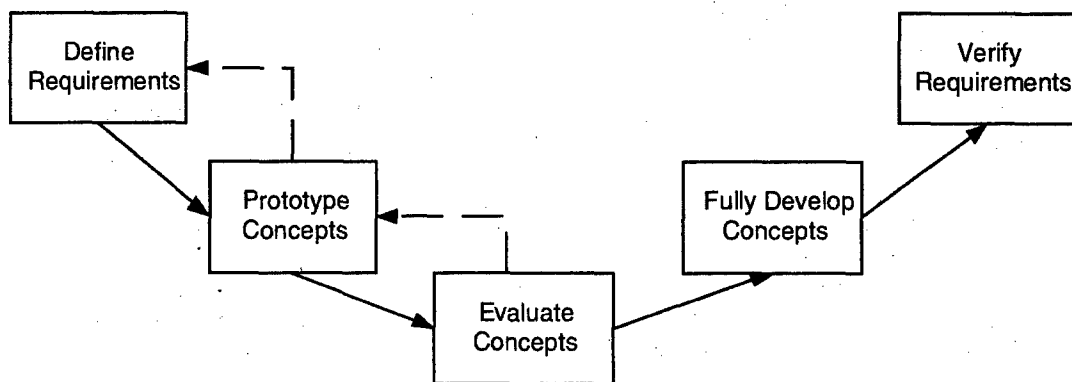 Define
Requirements
Verify
Requirements
Prototype
Concepts
Fully Develop
Concepts
Evaluate
Concepts